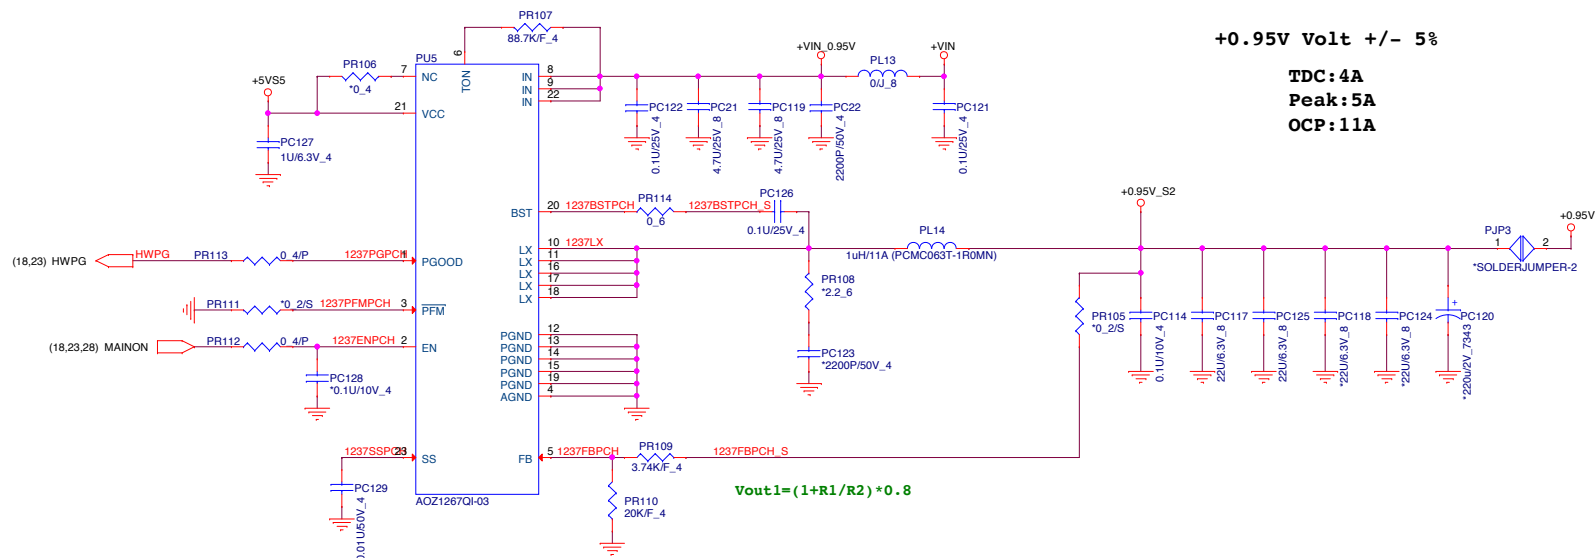 +0.95V Volt +/- 5%
TDC:4A
Peak:5A
OCP:11A
PR107
88.7K/F_4
6
TON
PU5
+5VS5
PR106
*0_4
7
NC
21
VCC
PC127
1U/6.3V_4
8
IN
9
IN
22
IN
+VIN_0.95V
PL13
0/J_8
+VIN
PC122
0.1U/25V_4
PC21
4.7U/25V_8
PC119
4.7U/25V_8
PC22
2200P/50V_4
PC121
0.1U/25V_4
BST
20
1237BSTPCH
PR114
0_6
1237BSTPCH_S
PC126
0.1U/25V_4
+0.95V_S2
+0.95V
(18,23) HWPG
HWPG
PR113
0_4/P
1237PGPCH
1
PGOOD
LX
10
1237LX
LX
11
LX
16
LX
17
LX
18
PL14
1uH/11A (PCMC063T-1R0MN)
PJP3
1
2
*SOLDERJUMPER-2
PR111
*0_2/S
1237PFMPCH
3
PFM
PR108
*2.2_6
PC123
*2200P/50V_4
(18,23,28) MAINON
PR112
0_4/P
1237ENPCH
2
EN
PC128
*0.1U/10V_4
PGND
12
PGND
13
PGND
14
PGND
15
PGND
19
AGND
4
PR105
*0_2/S
PC114
0.1U/10V_4
PC117
22U/6.3V_8
PC125
22U/6.3V_8
PC118
*22U/6.3V_8
PC124
*22U/6.3V_8
+
PC120
*220u/2V_7343
1237SSPCH
23
SS
PC129
0.01U/50V_4
FB
5
1237FBPCH
PR109
3.74K/F_4
1237FBPCH_S
PR110
20K/F_4
Vout1=(1+R1/R2)*0.8
AOZ1267QI-03